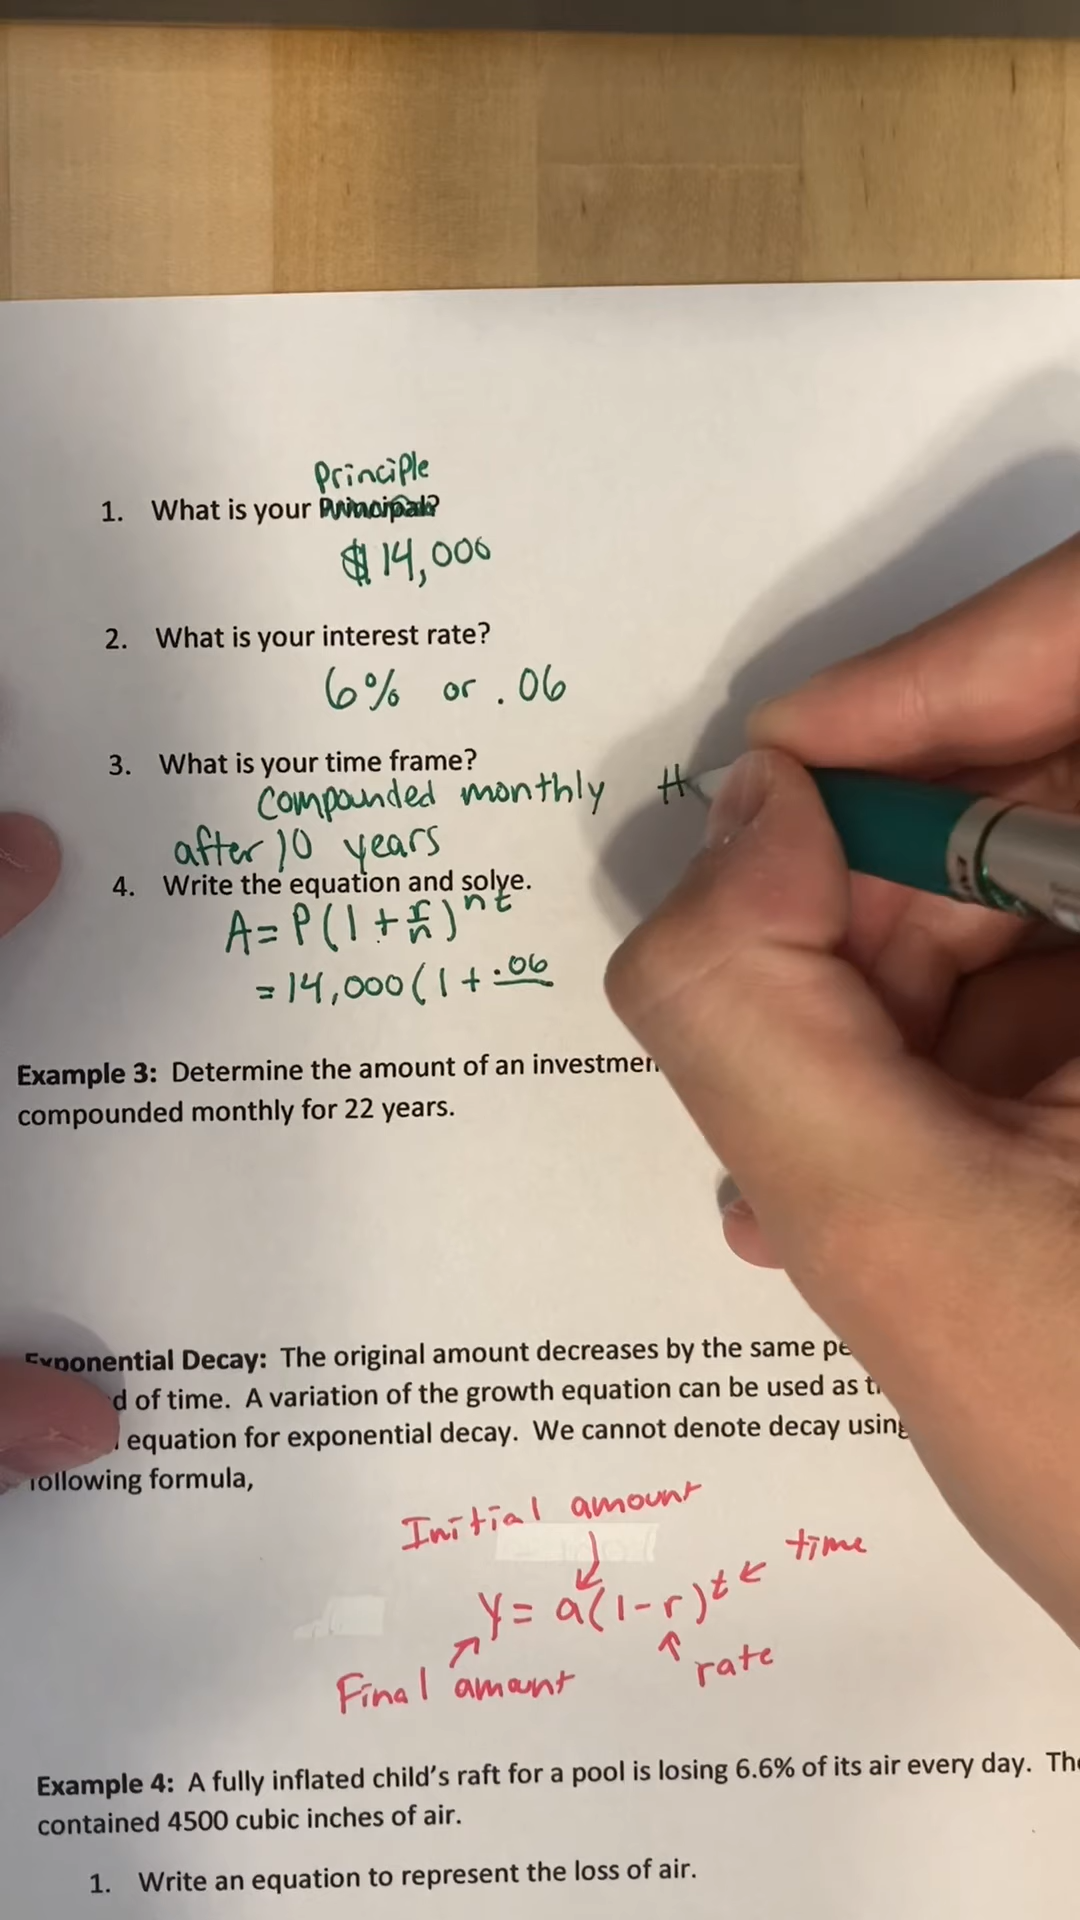 Principle
1. What is your Principal?
$14,000
2. What is your interest rate?
6% or .06
3. What is your time frame?
Compounded monthly H
after 10 years
4. Write the equation and solve.
A = P(1 + r/n)^nt
= 14,000(1 + .06
Example 3: Determine the amount of an
compounded monthly for 22 years.
Exponential Decay: The original amount decreases by the same
of time. A variation of the growth equation can be used as
equation for exponential decay. We cannot denote decay using
following formula,
Initial amount
time
y = a(1-r)^t
rate
Final amount
Example 4: A fully inflated child's raft for a pool is losing 6.6% of its air every day.
contained 4500 cubic inches of air.
1. Write an equation to represent the loss of air.